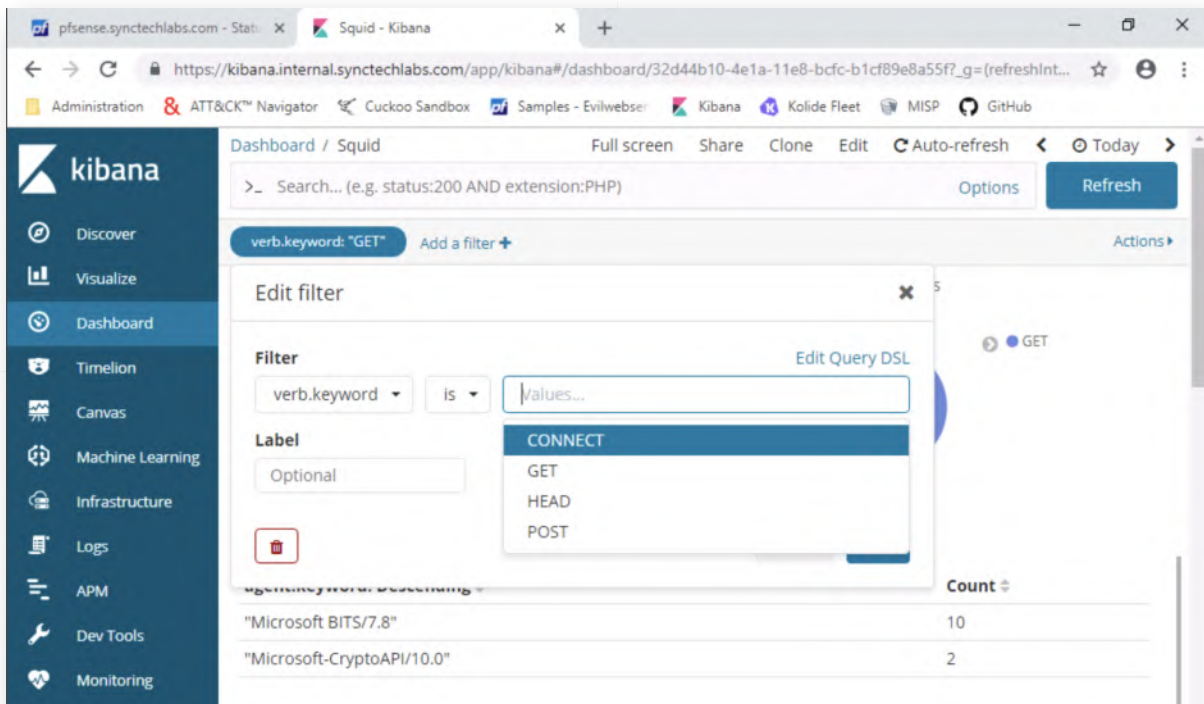 pfsense.synctechlabs.com - Statu
Squid - Kibana
https://kibana.internal.synctechlabs.com/app/kibana#/dashboard/32d44b10-4e1a-11e8-bcfc-b1cf89e8a55f?_g=(refreshInt...
Administration ATT&CK™ Navigator Cuckoo Sandbox Samples - Evilwebser Kibana Kolide Fleet MISP GitHub
kibana
Dashboard / Squid Full screen Share Clone Edit Auto-refresh Today
>_ Search... (e.g. status:200 AND extension:PHP) Options Refresh
verb.keyword: "GET" Add a filter + Actions
Discover
Visualize
Dashboard
Timelion
Canvas
Machine Learning
Infrastructure
Logs
APM
Dev Tools
Monitoring
Edit filter
Filter Edit Query DSL
verb.keyword is Values...
Label
Optional
CONNECT
GET
HEAD
POST
s
GET
agent.keyword: Descending Count
"Microsoft BITS/7.8" 10
"Microsoft-CryptoAPI/10.0" 2